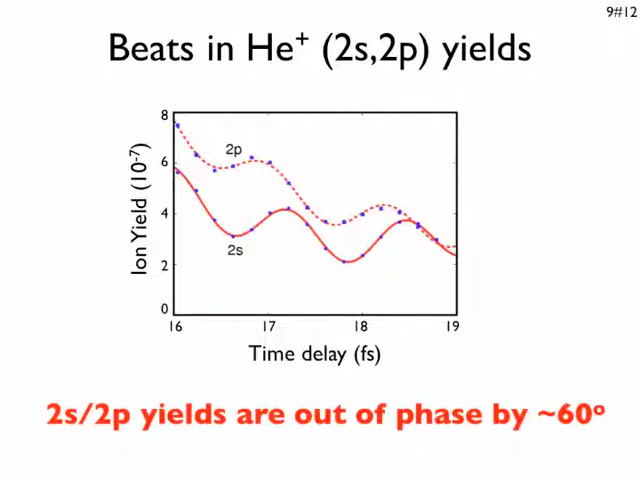 9#12
Beats in He⁺ (2s,2p) yields
8
6
4
2
0
2p
2s
Ion Yield (10⁻⁷)
16 17 18 19
Time delay (fs)
2s/2p yields are out of phase by ~60º